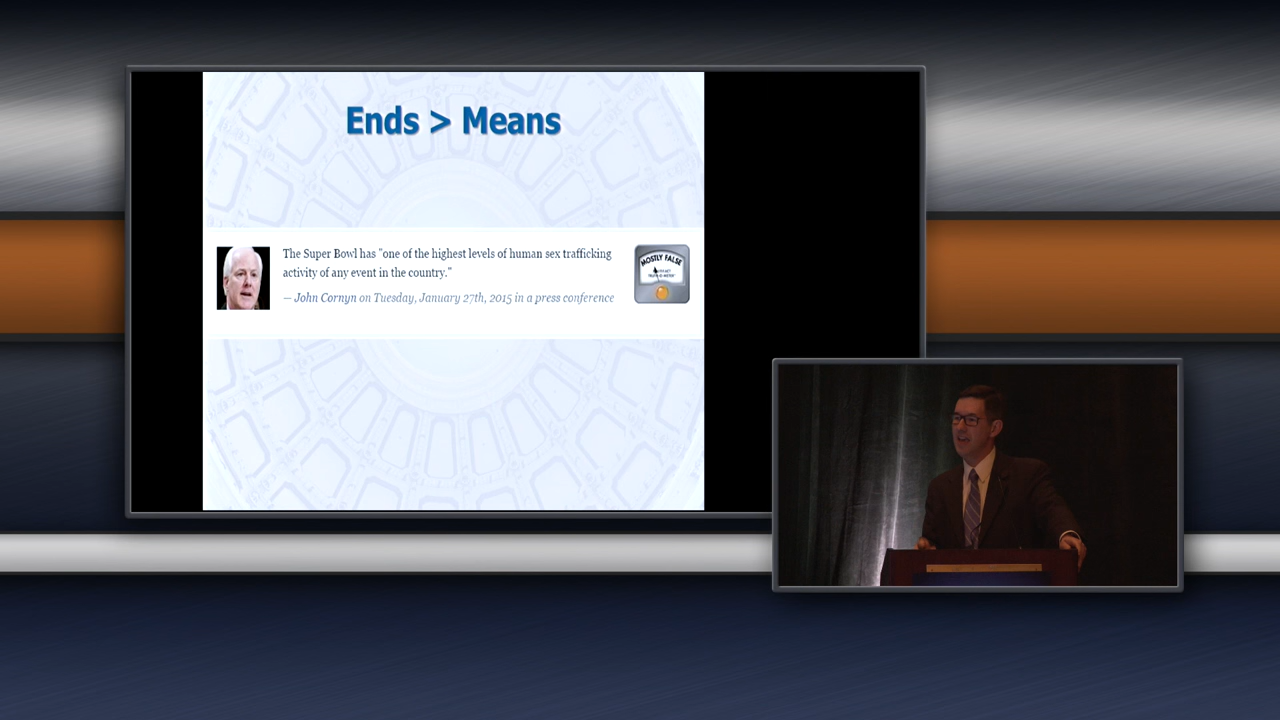 Ends > Means
The Super Bowl has "one of the highest levels of human sex trafficking
activity of any event in the country."
— John Cornyn on Tuesday, January 27th, 2015 in a press conference
MOSTLY FALSE